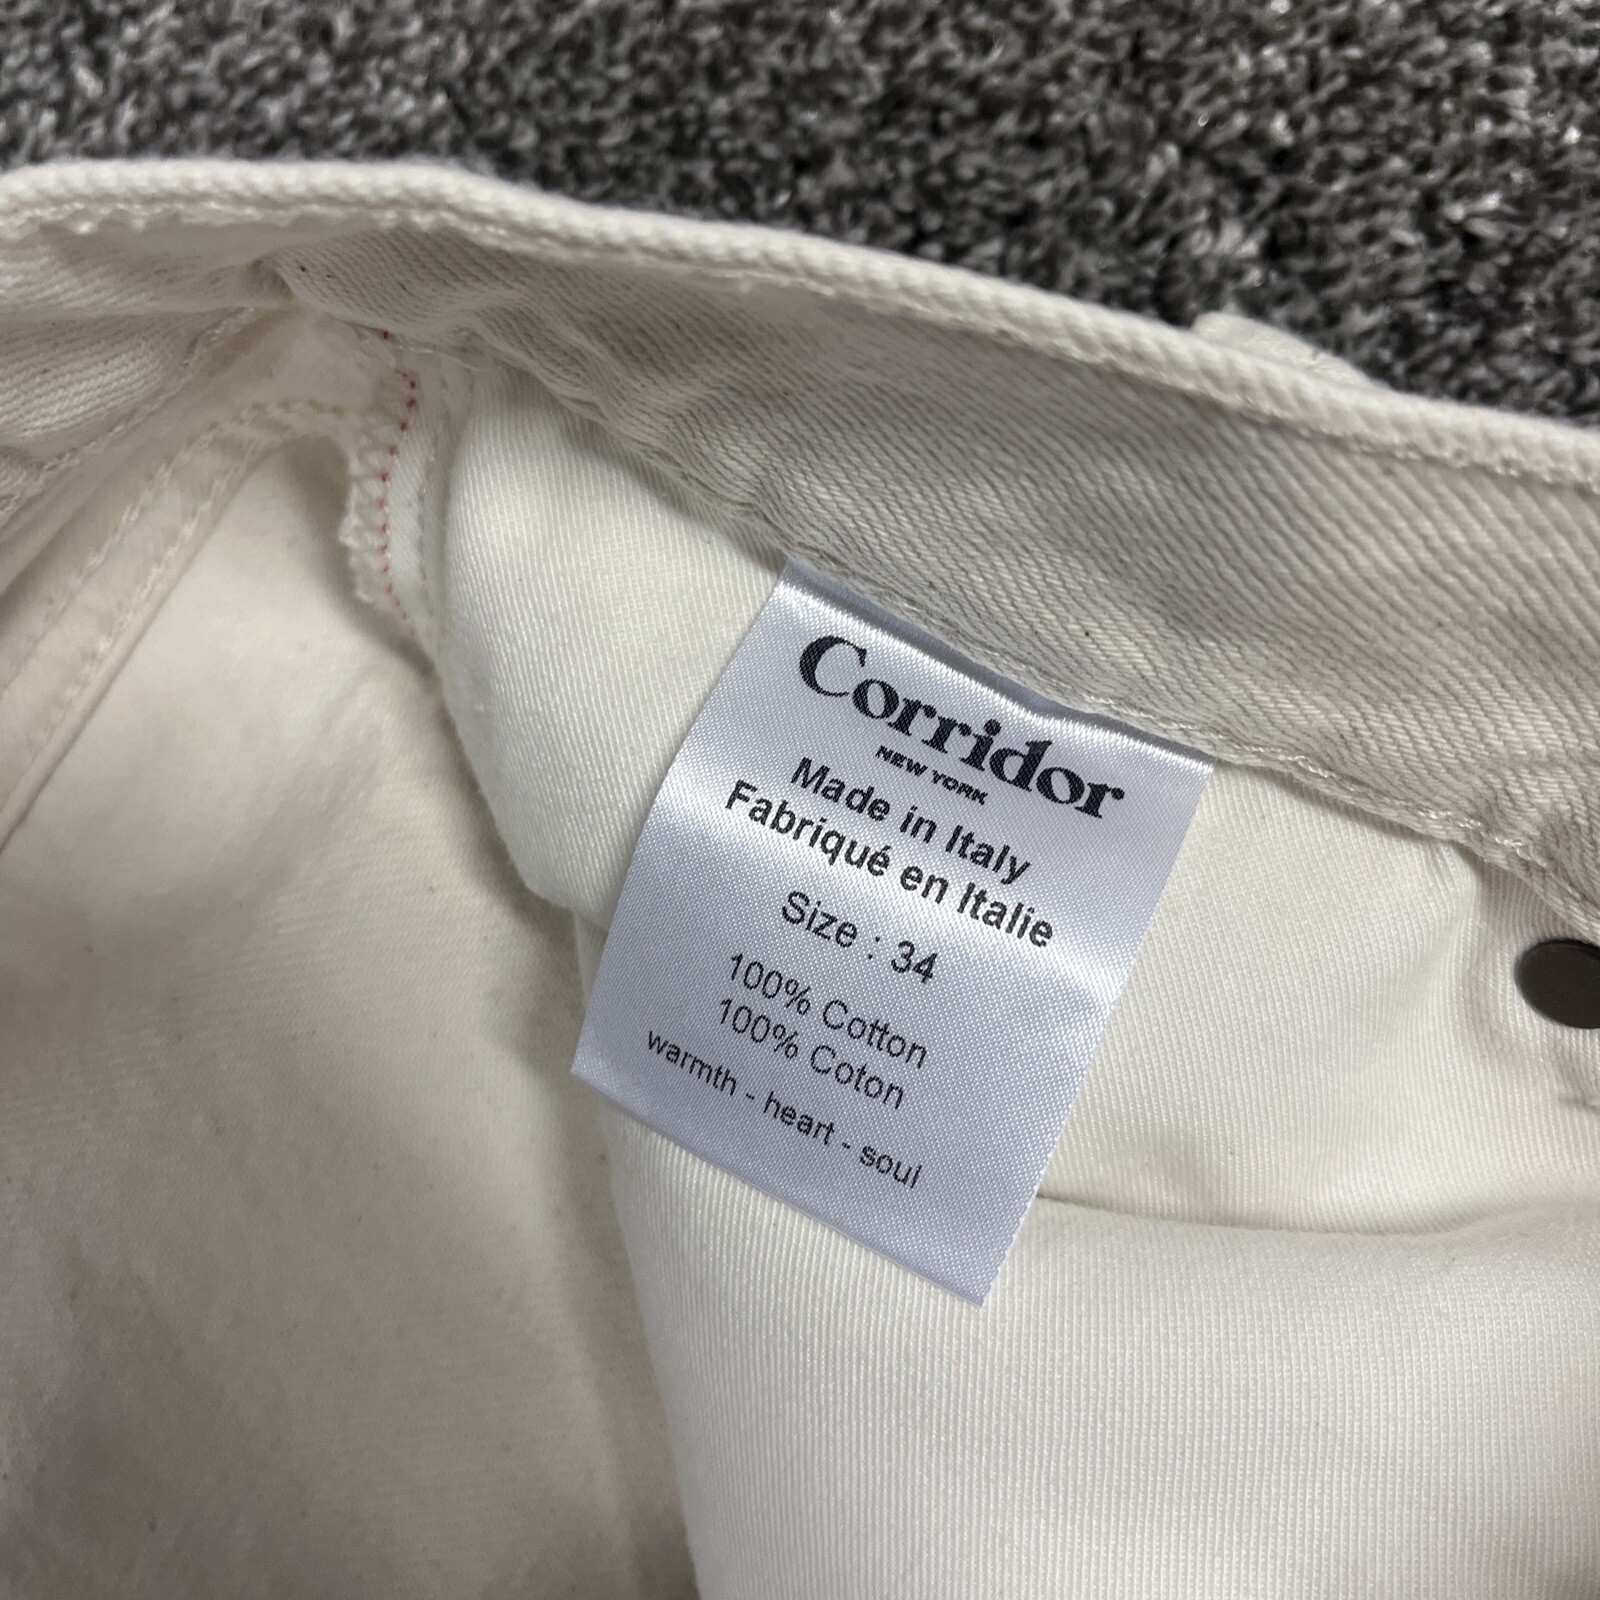 Corridor
NEW YORK
Made in Italy
Fabriqué en Italie
Size : 34
100% Cotton
100% Coton
warmth - heart - soul